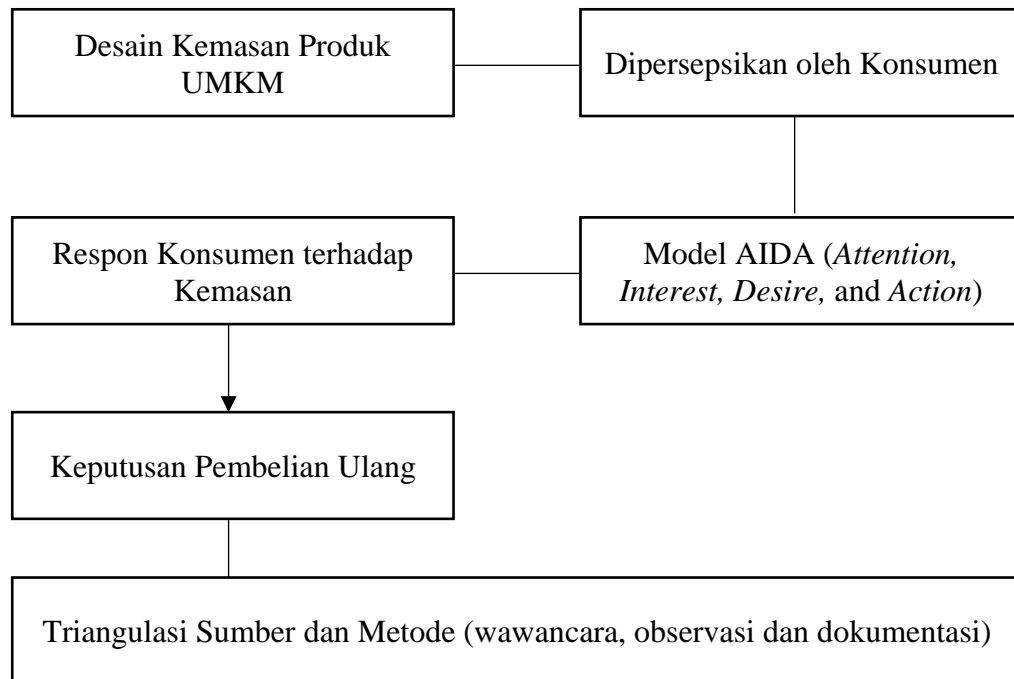 Desain Kemasan Produk
UMKM
Dipersepsikan oleh Konsumen
Respon Konsumen terhadap
Kemasan
Model AIDA (Attention,
Interest, Desire, and Action)
Keputusan Pembelian Ulang
Triangulasi Sumber dan Metode (wawancara, observasi dan dokumentasi)